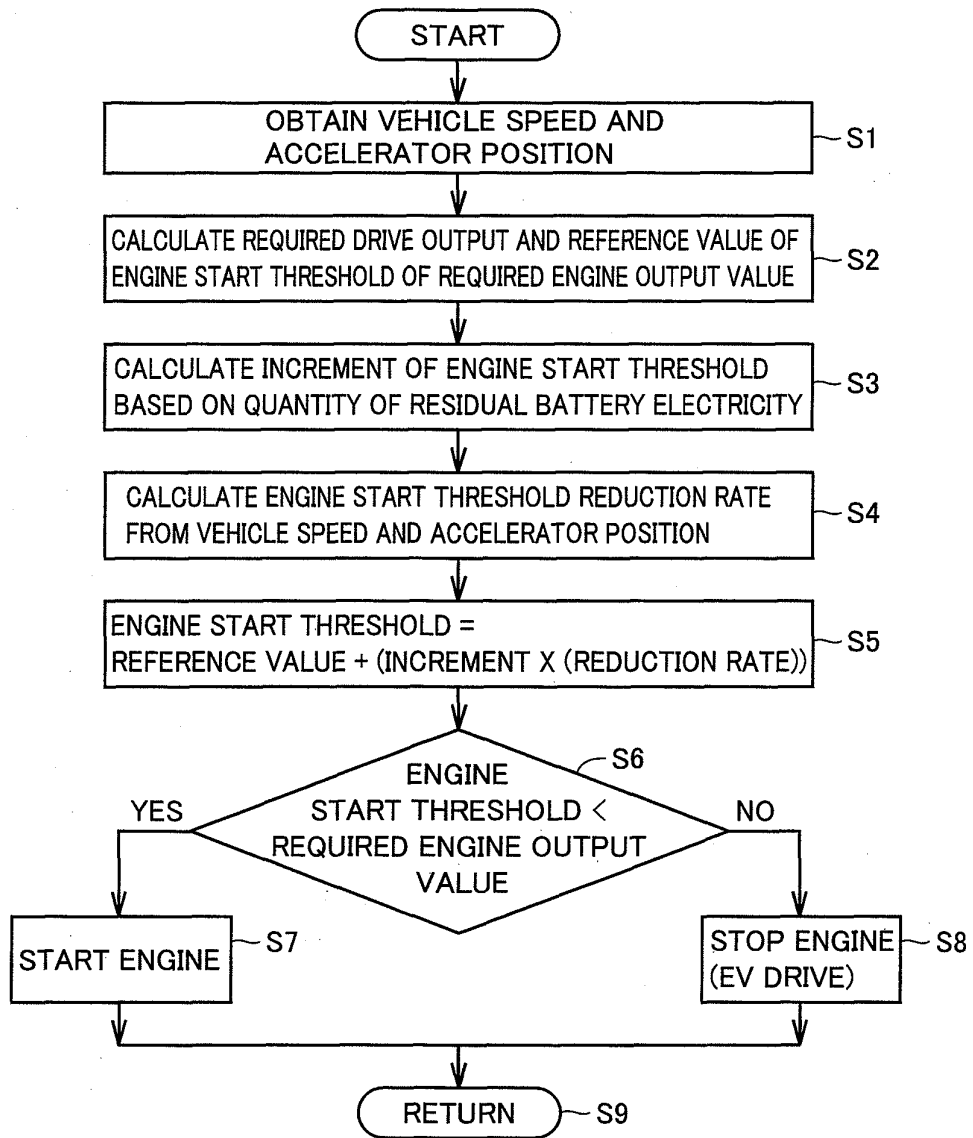 START
OBTAIN VEHICLE SPEED AND
ACCELERATOR POSITION
S1
CALCULATE REQUIRED DRIVE OUTPUT AND REFERENCE VALUE OF
ENGINE START THRESHOLD OF REQUIRED ENGINE OUTPUT VALUE
S2
CALCULATE INCREMENT OF ENGINE START THRESHOLD
BASED ON QUANTITY OF RESIDUAL BATTERY ELECTRICITY
S3
CALCULATE ENGINE START THRESHOLD REDUCTION RATE
FROM VEHICLE SPEED AND ACCELERATOR POSITION
S4
ENGINE START THRESHOLD =
REFERENCE VALUE + (INCREMENT X (REDUCTION RATE))
S5
S6
ENGINE
START THRESHOLD <
REQUIRED ENGINE OUTPUT
VALUE
YES
NO
START ENGINE
S7
STOP ENGINE
(EV DRIVE)
S8
RETURN
S9